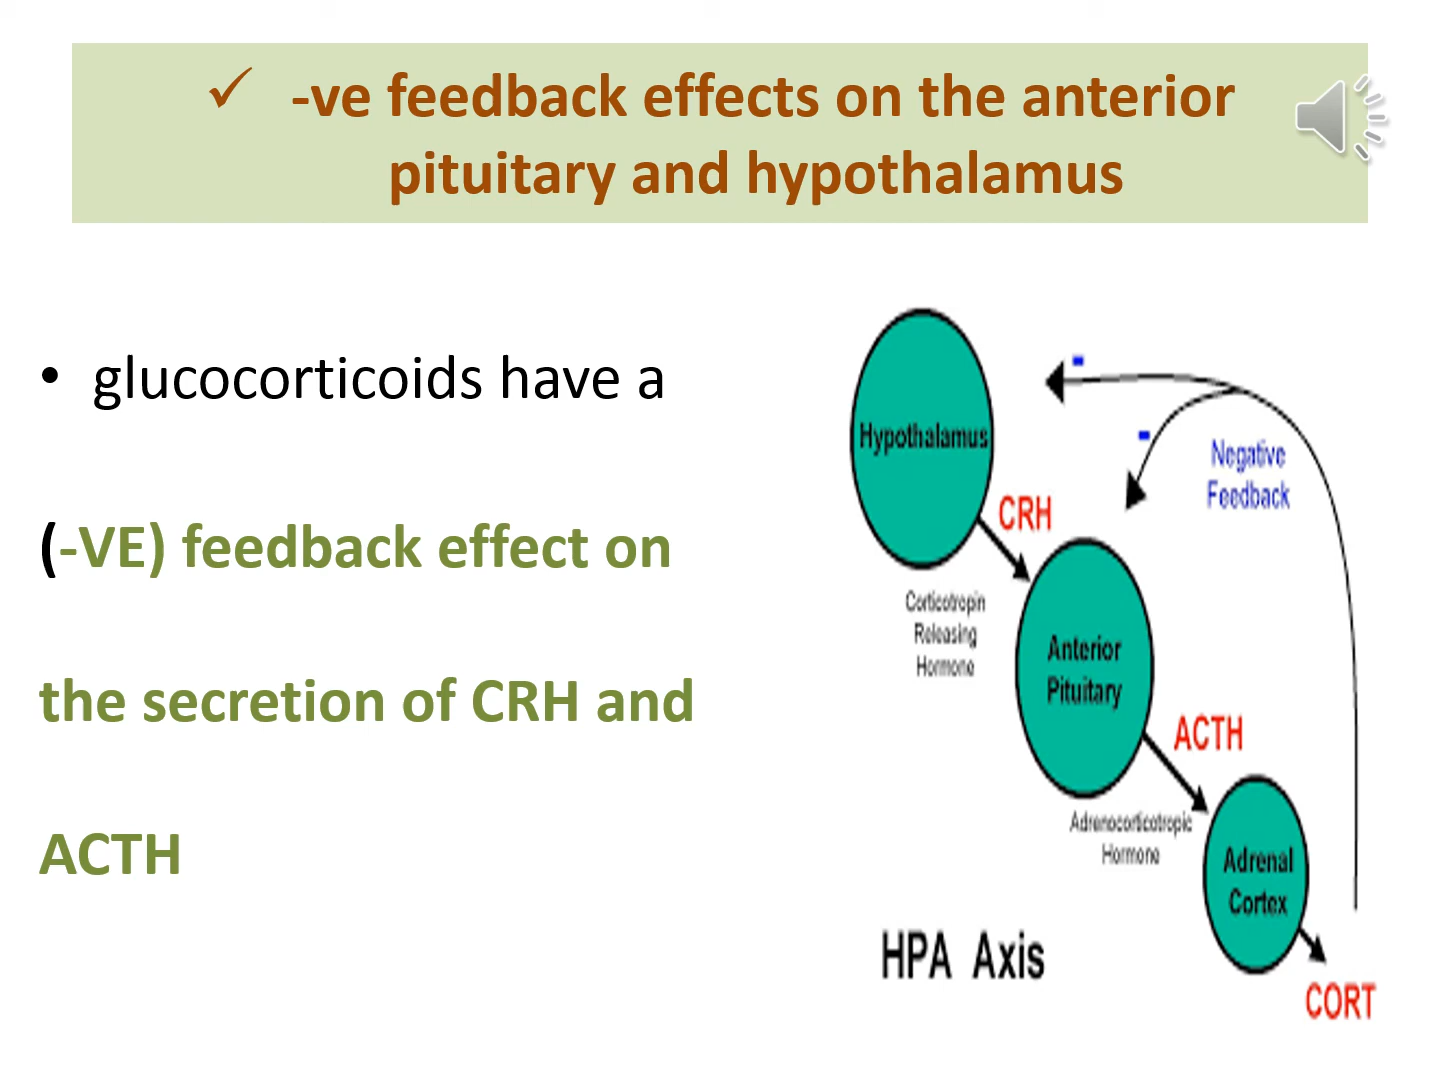 ✓ -ve feedback effects on the anterior
pituitary and hypothalamus
• glucocorticoids have a
(-VE) feedback effect on
the secretion of CRH and
ACTH
-
-
Hypothalamus
Negative
Feedback
CRH
Corticotropin
Releasing
Hormone
Anterior
Pituitary
ACTH
Adrenocorticotropic
Hormone
Adrenal
Cortex
HPA Axis
CORT